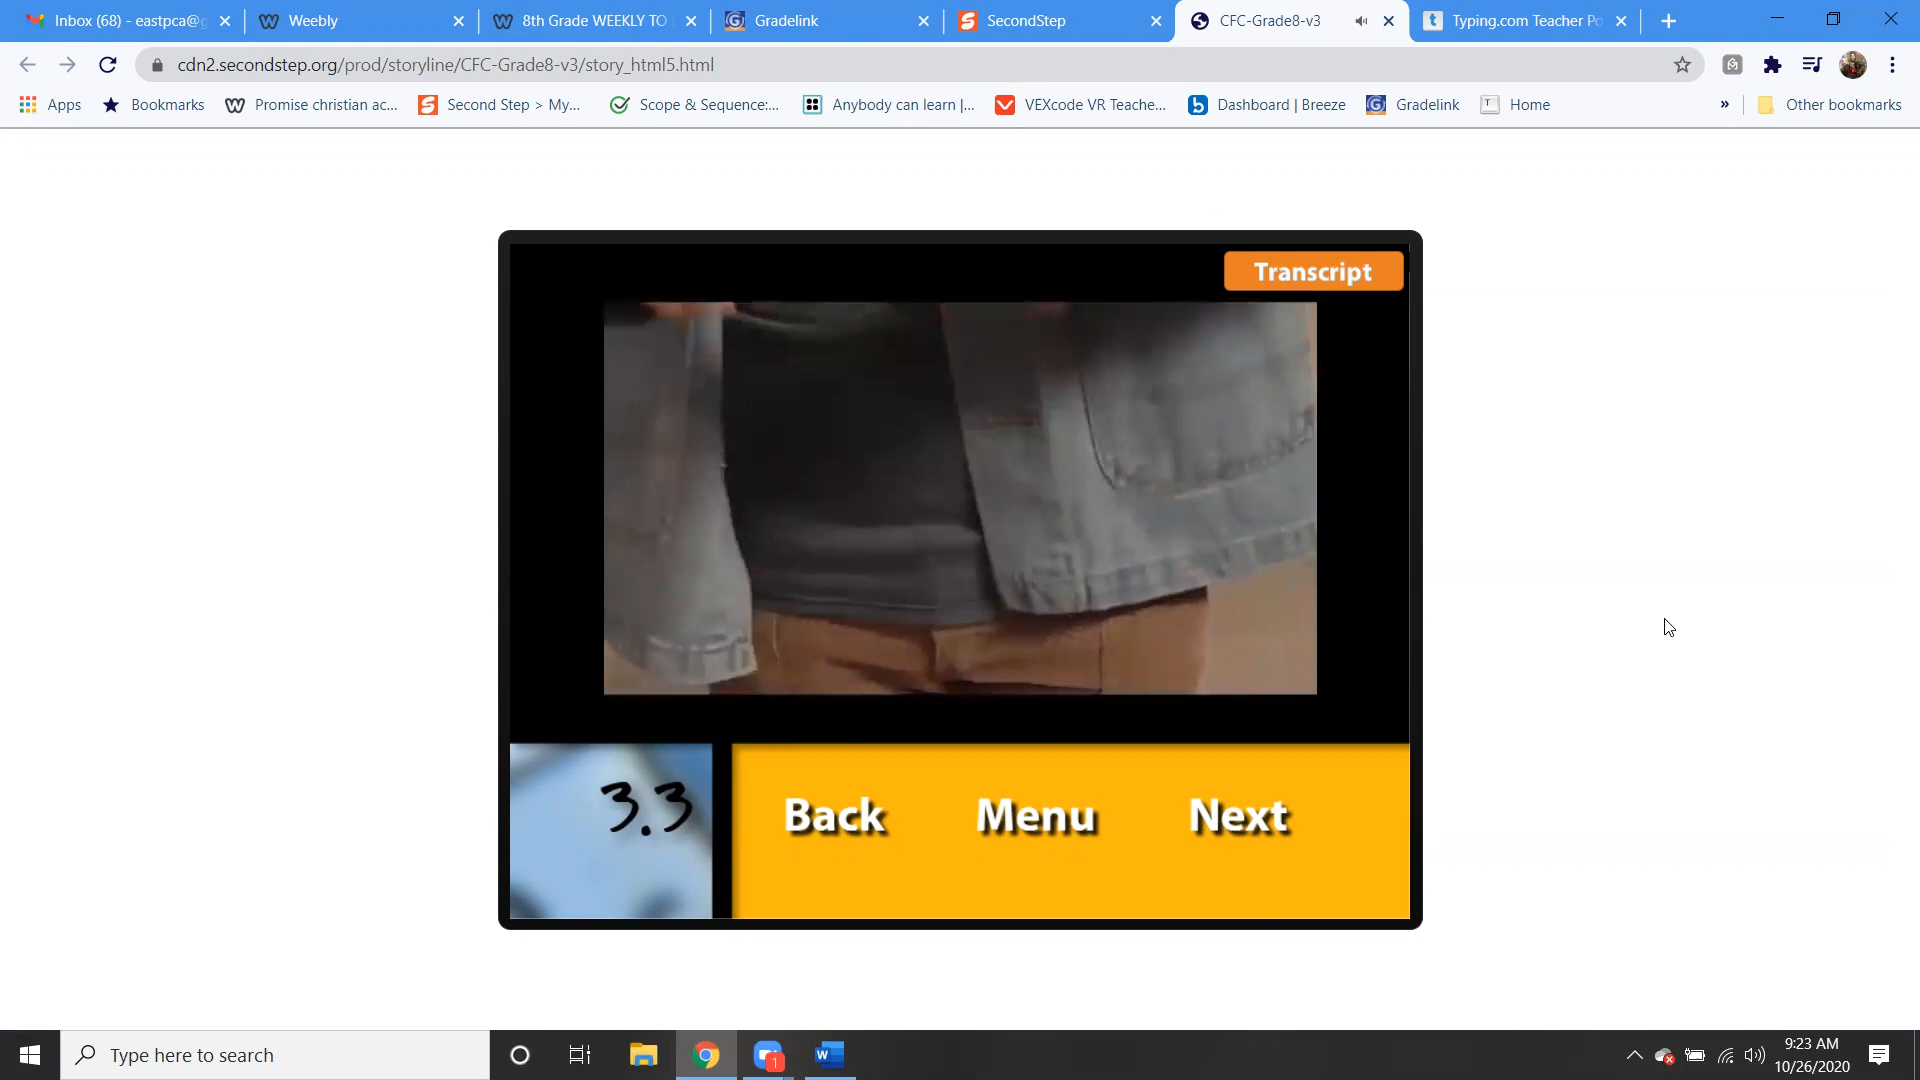 Inbox (68) - eastpca@g
Weebly
8th Grade WEEKLY TO
Gradelink
SecondStep
CFC-Grade8-v3
Typing.com Teacher Po
cdn2.secondstep.org/prod/storyline/CFC-Grade8-v3/story_html5.html
Apps
Bookmarks
Promise christian ac...
Second Step > My...
Scope & Sequence:...
Anybody can learn |...
VEXcode VR Teache...
Dashboard | Breeze
Gradelink
Home
»
Other bookmarks
Transcript
3.3
Back
Menu
Next
Type here to search
1
9:23 AM
10/26/2020